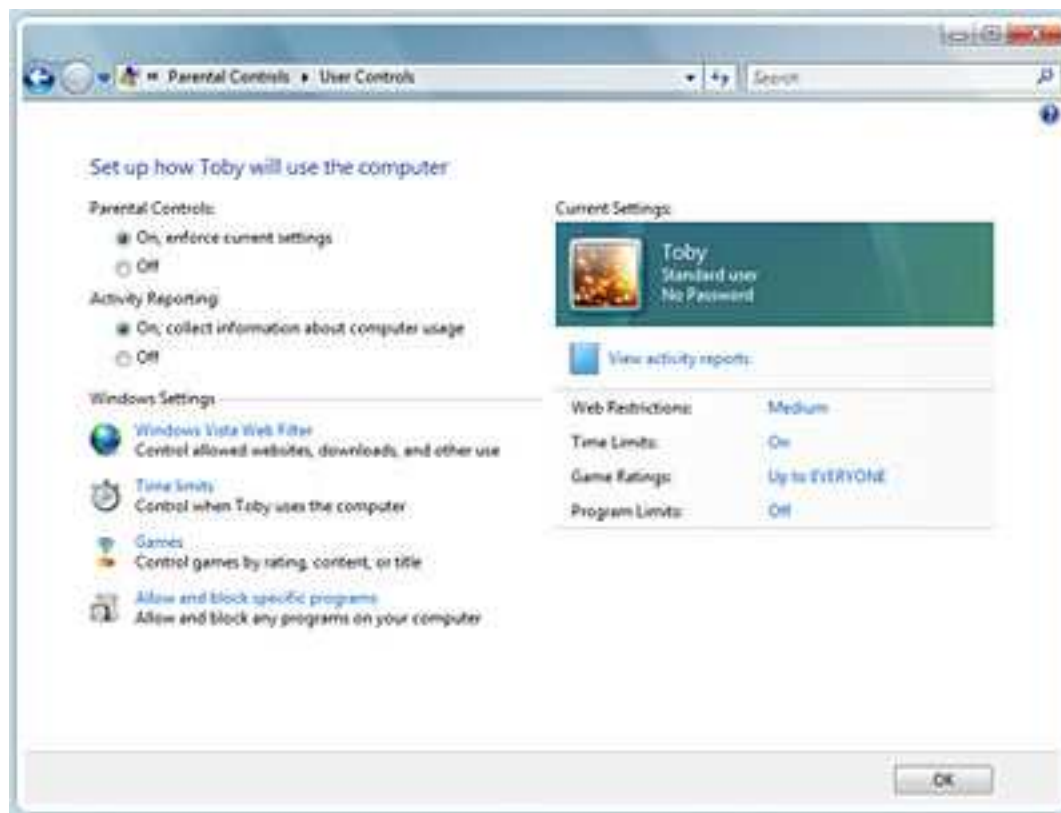 Parental Controls ▸ User Controls
Search
Set up how Toby will use the computer
Parental Controls:
On, enforce current settings
Off
Activity Reporting:
On, collect information about computer usage
Off
Windows Settings
Windows Vista Web Filter
Control allowed websites, downloads, and other use
Time limits
Control when Toby uses the computer
Games
Control games by rating, content, or title
Allow and block specific programs
Allow and block any programs on your computer
Current Settings:
Toby
Standard user
No Password
View activity reports
Web Restrictions: Medium
Time Limits: On
Game Ratings: Up to EVERYONE
Program Limits: Off
OK